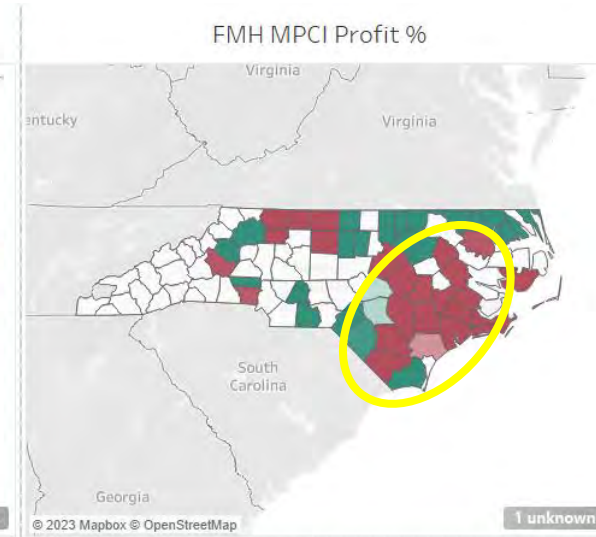 FMH MPCI Profit %
Virginia
entucky
Virginia
South
Carolina
Georgia
© 2023 Mapbox © OpenStreetMap
1 unknown